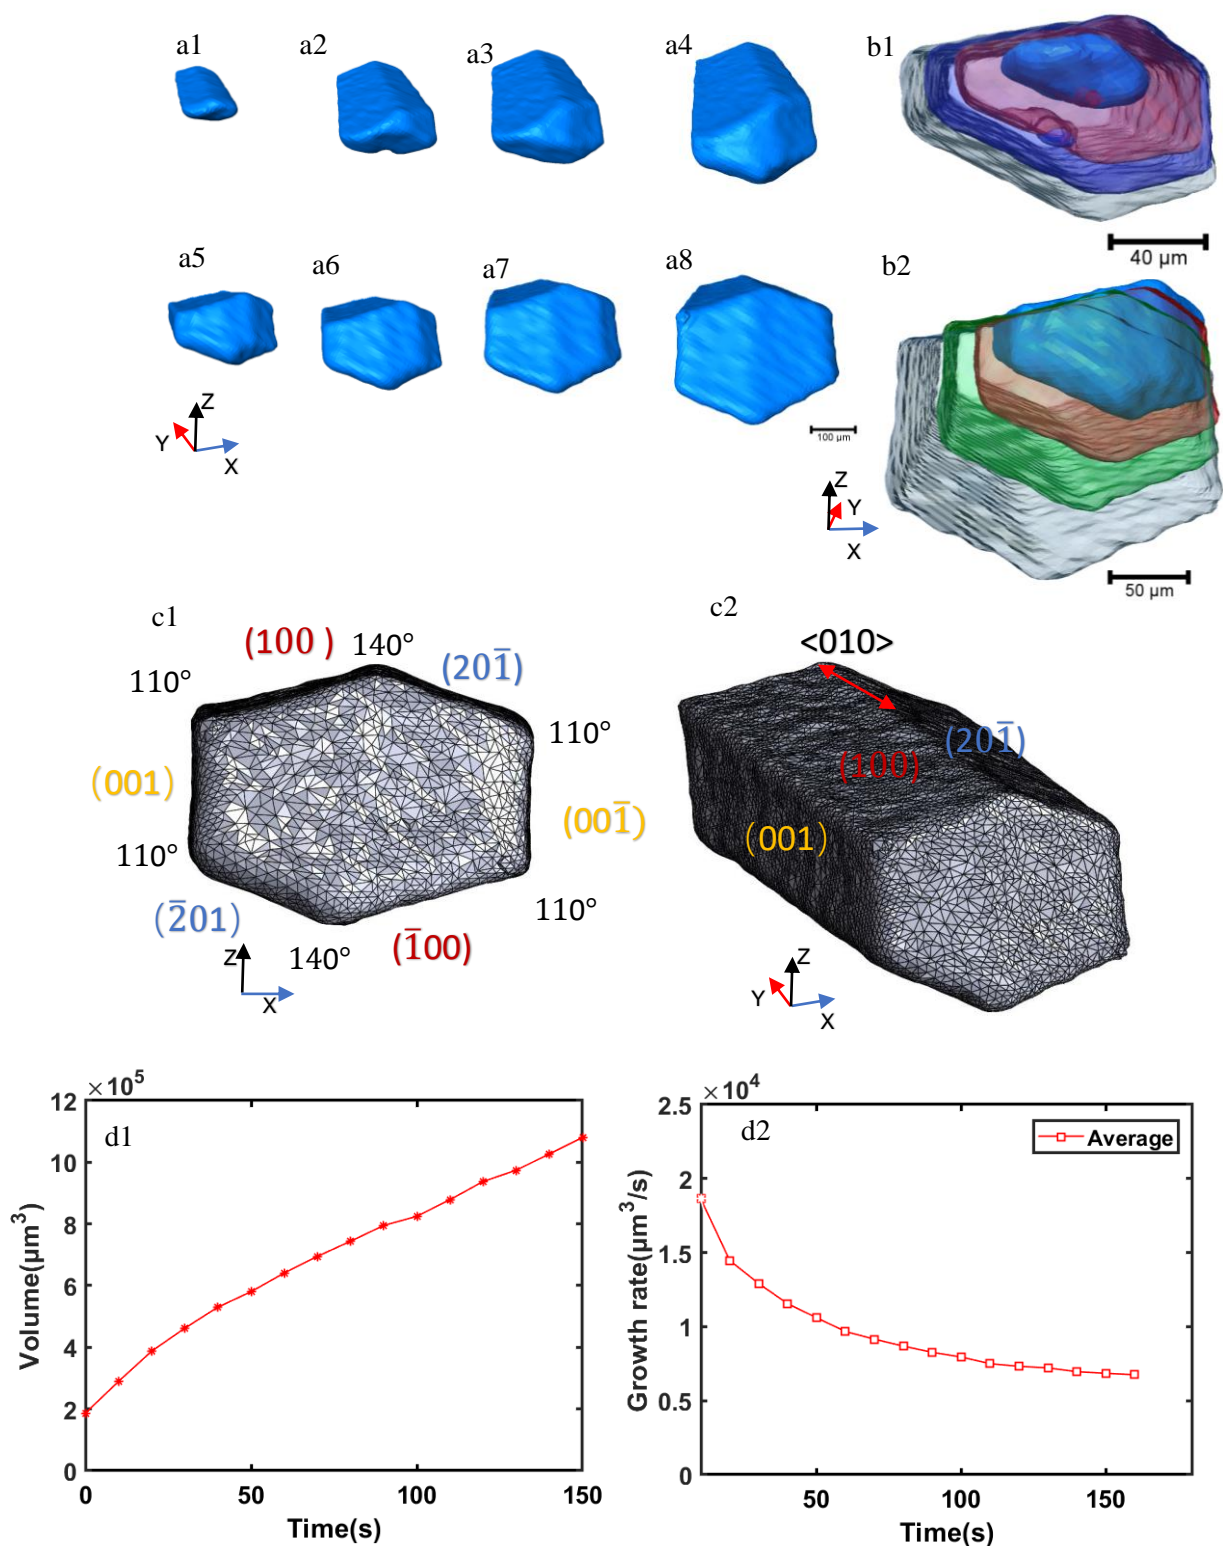 a1
a2
a3
a4
b1
40 µm
a5
a6
a7
a8
b2
Z
Y
X
100 µm
Z
Y
X
50 µm
c1
(100 )
140°
(201̅)
110°
110°
(001)
(001̅)
110°
110°
(2̅01)
140°
(1̅00)
Z
X
c2
<010>
(201̅)
(100)
(001)
Z
Y
X
×10⁵
d1
12
10
8
6
4
2
0
Volume(µm³)
0 50 100 150
Time(s)
×10⁴
d2
Average
2.5
2
1.5
1
0.5
0
Growth rate(µm³/s)
50 100 150
Time(s)